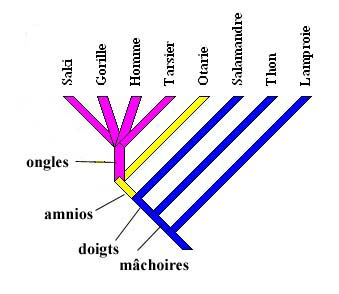 Saki
Gorille
Homme
Tarsier
Otarie
Salamandre
Thon
Lamproie
ongles
amnios
doigts
mâchoires